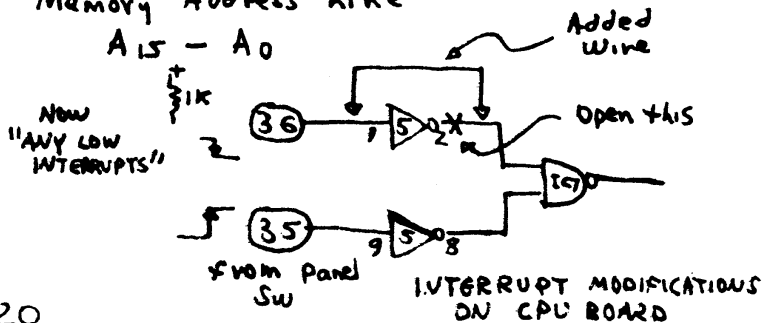 Memory Address Line
A15 - A0
+
1K
Added
wire
Now
"ANY LOW
INTERRUPTS"
36
1
5
2
X
Open this
IC7
35
9
5
8
from panel
SW
INTERRUPT MODIFICATIONS
ON CPU BOARD
20